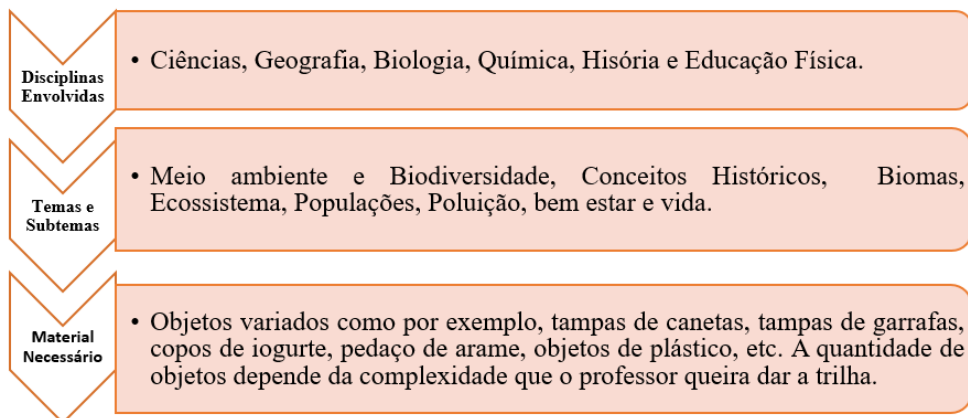 Disciplinas
Envolvidas
• Ciências, Geografia, Biologia, Química, Hisória e Educação Física.
Temas e
Subtemas
• Meio ambiente e Biodiversidade, Conceitos Históricos, Biomas,
Ecossistema, Populações, Poluição, bem estar e vida.
Material
Necessário
• Objetos variados como por exemplo, tampas de canetas, tampas de garrafas,
copos de iogurte, pedaço de arame, objetos de plástico, etc. A quantidade de
objetos depende da complexidade que o professor queira dar a trilha.